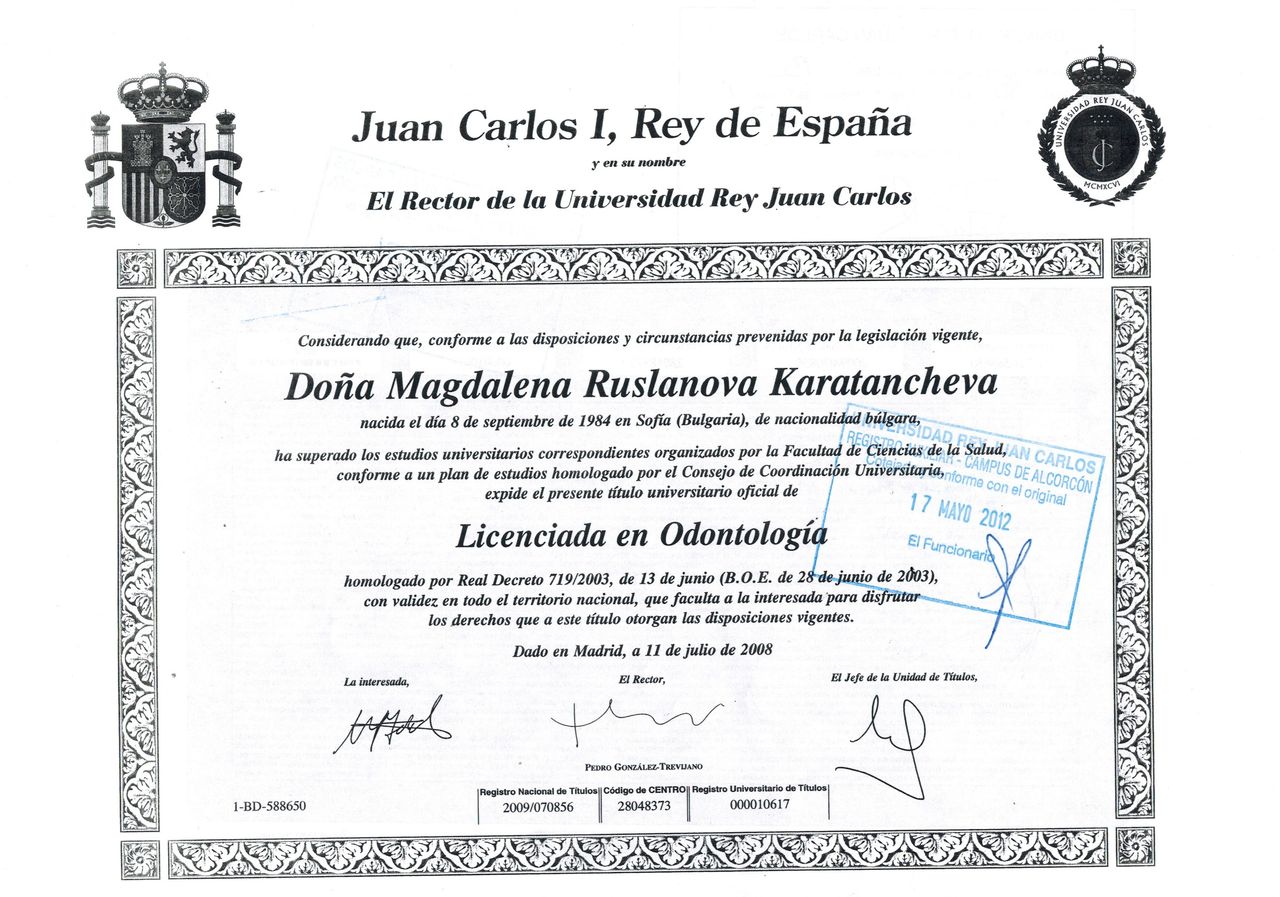 Juan Carlos I, Rey de España
y en su nombre
El Rector de la Universidad Rey Juan Carlos
UNIVERSIDAD REY JUAN CARLOS
MCMXCVI
Considerando que, conforme a las disposiciones y circunstancias prevenidas por la legislación vigente,
Doña Magdalena Ruslanova Karatancheva
nacida el día 8 de septiembre de 1984 en Sofía (Bulgaria), de nacionalidad búlgara,
ha superado los estudios universitarios correspondientes organizados por la Facultad de Ciencias de la Salud,
conforme a un plan de estudios homologado por el Consejo de Coordinación Universitaria,
expide el presente título universitario oficial de
Licenciada en Odontología
homologado por Real Decreto 719/2003, de 13 de junio (B.O.E. de 28 de junio de 2003),
con validez en todo el territorio nacional, que faculta a la interesada para disfrutar
los derechos que a este título otorgan las disposiciones vigentes.
Dado en Madrid, a 11 de julio de 2008
UNIVERSIDAD REY JUAN CARLOS
REGISTRO AUXILIAR - CAMPUS DE ALCORCÓN
Cotejado y conforme con el original
17 MAYO 2012
El Funcionario
La interesada,
El Rector,
El Jefe de la Unidad de Títulos,
PEDRO GONZÁLEZ-TREVIJANO
1-BD-588650
Registro Nacional de Títulos
2009/070856
Código de CENTRO
28048373
Registro Universitario de Títulos
000010617